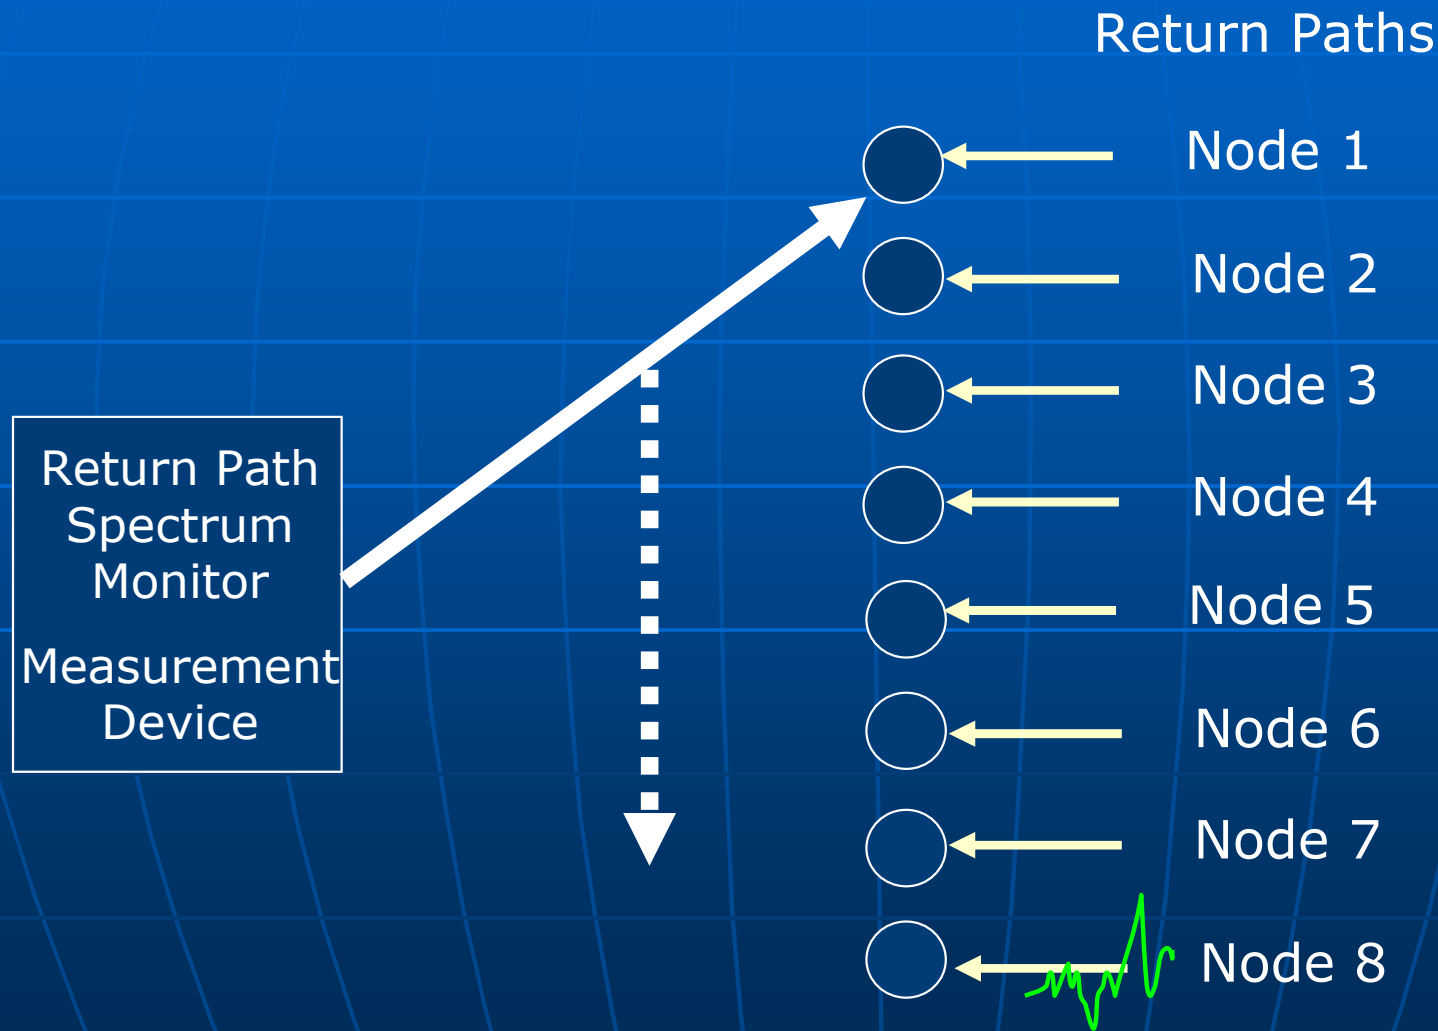 Return Paths
Node 1
Node 2
Node 3
Node 4
Return Path
Spectrum
Monitor
Measurement
Device
Node 5
Node 6
Node 7
Node 8